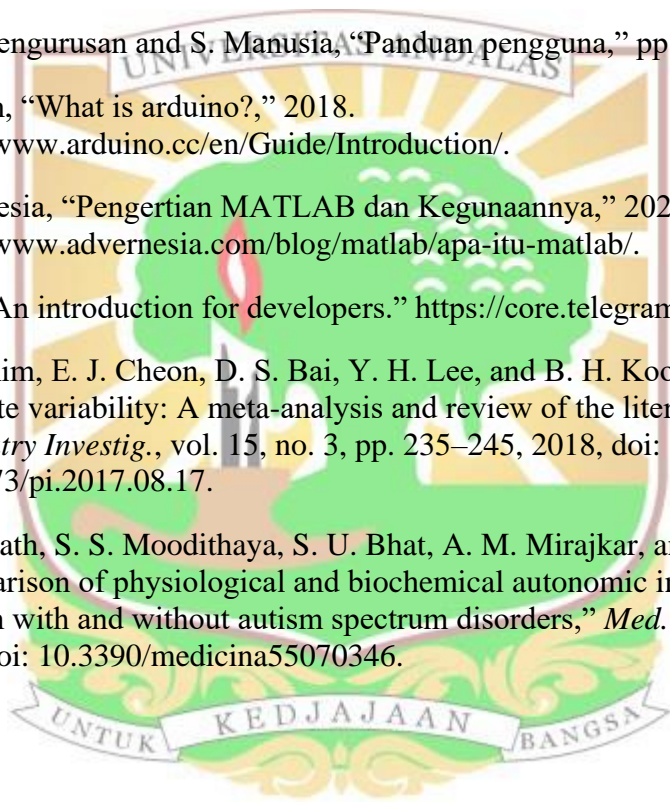 engurusan and S. Manusia, “Panduan pengguna,” pp
UNIVERSITAS ANDALAS
, “What is arduino?,” 2018.
www.arduino.cc/en/Guide/Introduction/.
esia, “Pengertian MATLAB dan Kegunaannya,” 202
www.advernesia.com/blog/matlab/apa-itu-matlab/.
An introduction for developers.” https://core.telegram
im, E. J. Cheon, D. S. Bai, Y. H. Lee, and B. H. Koo
te variability: A meta-analysis and review of the liter
try Investig., vol. 15, no. 3, pp. 235–245, 2018, doi:
73/pi.2017.08.17.
ath, S. S. Moodithaya, S. U. Bhat, A. M. Mirajkar, a
arison of physiological and biochemical autonomic in
n with and without autism spectrum disorders,” Med.
oi: 10.3390/medicina55070346.
UNTUK KEDJAJAAN BANGSA